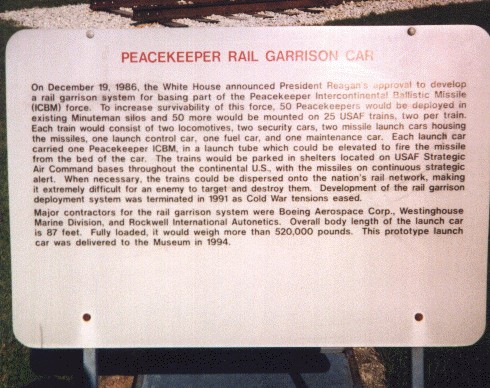 PEACEKEEPER RAIL GARRISON CAR
On December 19, 1986, the White House announced President Reagan's approval to develop
a rail garrison system for basing part of the Peacekeeper Intercontinental Ballistic Missile
(ICBM) force. To increase survivability of this force, 50 Peacekeepers would be deployed in
existing Minuteman silos and 50 more would be mounted on 25 USAF trains, two per train.
Each train would consist of two locomotives, two security cars, two missile launch cars housing
the missiles, one launch control car, one fuel car, and one maintenance car. Each launch car
carried one Peacekeeper ICBM, in a launch tube which could be elevated to fire the missile
from the bed of the car. The trains would be parked in shelters located on USAF Strategic
Air Command bases throughout the continental U.S., with the missiles on continuous strategic
alert. When necessary, the trains could be dispersed onto the nation's rail network, making
it extremely difficult for an enemy to target and destroy them. Development of the rail garrison
deployment system was terminated in 1991 as Cold War tensions eased.
Major contractors for the rail garrison system were Boeing Aerospace Corp., Westinghouse
Marine Division, and Rockwell International Autonetics. Overall body length of the launch car
is 87 feet. Fully loaded, it would weigh more than 520,000 pounds. This prototype launch
car was delivered to the Museum in 1994.